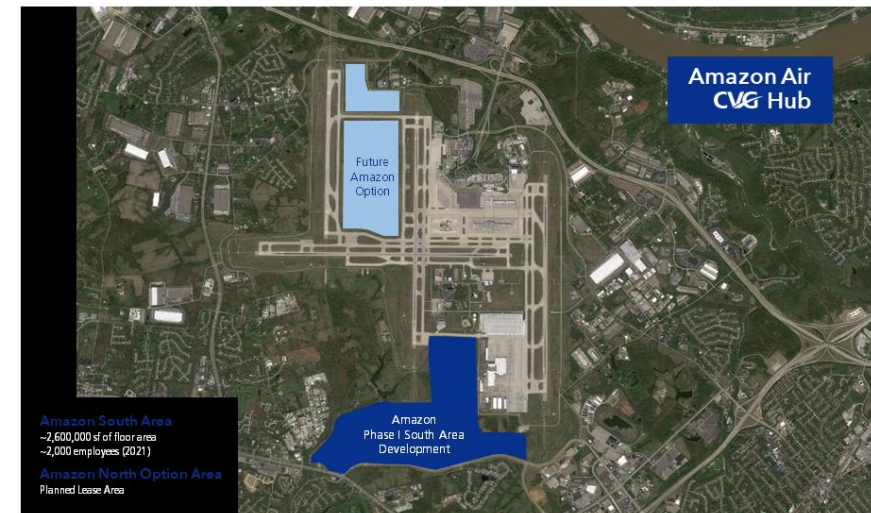 Amazon Air
CVG Hub
Future
Amazon
Option
Amazon
Phase I South Area
Development
Amazon South Area
~2,600,000 sf of floor area
~2,000 employees (2021)
Amazon North Option Area
Planned Lease Area